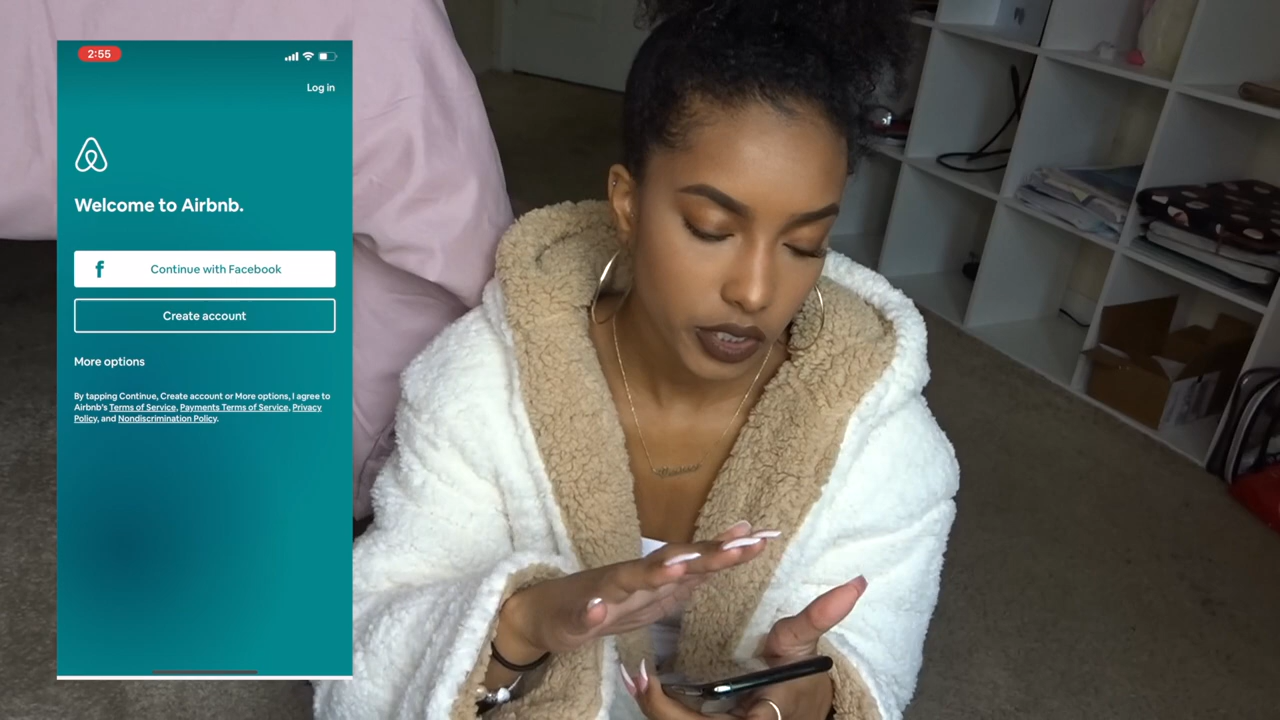 2:55
Log in
Welcome to Airbnb.
f Continue with Facebook
Create account
More options
By tapping Continue, Create account or More options, I agree to
Airbnb's Terms of Service, Payments Terms of Service, Privacy
Policy, and Nondiscrimination Policy.